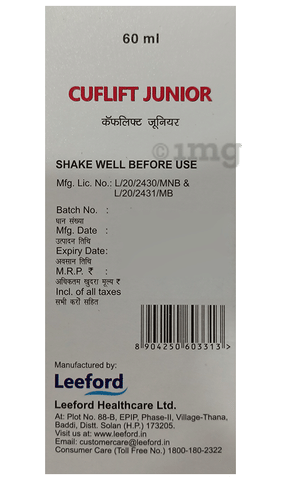 60 ml
CUFLIFT JUNIOR
कॅफलिफ्ट जूनियर
1mg
SHAKE WELL BEFORE USE
Mfg. Lic. No.: L/20/2430/MNB &
L/20/2431/MB
Batch No. :
घान संख्या
Mfg. Date :
उत्पादन तिथि
Expiry Date:
अवसान तिथि
M.R.P. ₹ :
अधिकतम खुदरा मूल्य ₹
Incl. of all taxes
सभी करों सहित
8 904250 603313 >
Manufactured by:
Leeford
Leeford Healthcare Ltd.
At: Plot No. 88-B, EPIP, Phase-II, Village-Thana,
Baddi, Distt. Solan (H.P.) 173205.
Visit us at: www.leeford.in
Email: customercare@leeford.in
Consumer Care (Toll Free No.) 1800-180-2322